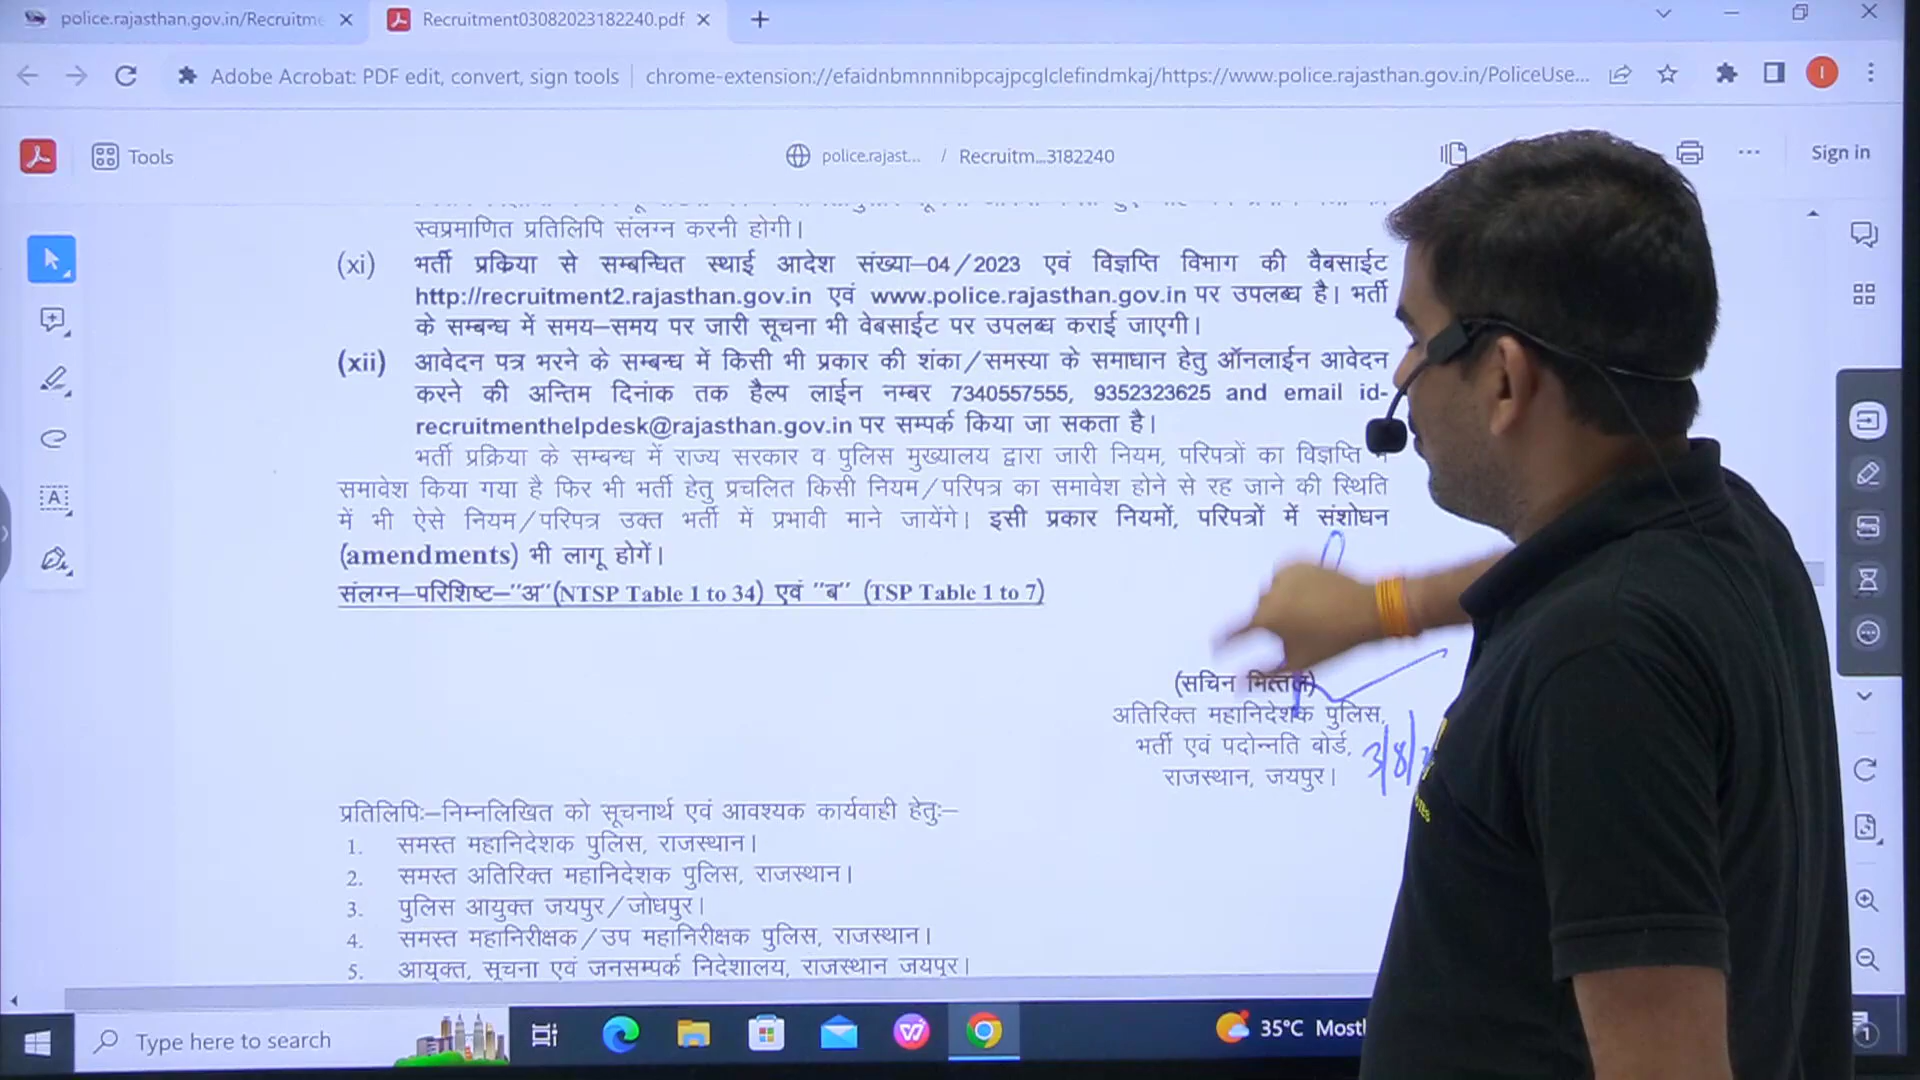 police.rajasthan.gov.in/Recruitme
Recruitment03082023182240.pdf
Adobe Acrobat: PDF edit, convert, sign tools
chrome-extension://efaidnbmnnnibpcajpcglclefindmkaj/https://www.police.rajasthan.gov.in/PoliceUse...
I
Tools
police.rajast... / Recruitm...3182240
Sign in
स्वप्रमाणित प्रतिलिपि संलग्न करनी होगी।
(xi) भर्ती प्रक्रिया से सम्बन्धित स्थाई आदेश संख्या–04/2023 एवं विज्ञप्ति विभाग की वैबसाईट
http://recruitment2.rajasthan.gov.in एवं www.police.rajasthan.gov.in पर उपलब्ध है। भर्ती
के सम्बन्ध में समय–समय पर जारी सूचना भी वेबसाईट पर उपलब्ध कराई जाएगी।
(xii) आवेदन पत्र भरने के सम्बन्ध में किसी भी प्रकार की शंका/समस्या के समाधान हेतु ऑनलाईन आवेदन
करने की अन्तिम दिनांक तक हैल्प लाईन नम्बर 7340557555, 9352323625 and email id-
recruitmenthelpdesk@rajasthan.gov.in पर सम्पर्क किया जा सकता है।
भर्ती प्रक्रिया के सम्बन्ध में राज्य सरकार व पुलिस मुख्यालय द्वारा जारी नियम, परिपत्रों का विज्ञप्ति में
समावेश किया गया है फिर भी भर्ती हेतु प्रचलित किसी नियम/परिपत्र का समावेश होने से रह जाने की स्थिति
में भी ऐसे नियम/परिपत्र उक्त भर्ती में प्रभावी माने जायेंगे। इसी प्रकार नियमों, परिपत्रों में संशोधन
(amendments) भी लागू होगें।
संलग्न–परिशिष्ट–"अ"(NTSP Table 1 to 34) एवं "ब" (TSP Table 1 to 7)
(सचिन मित्तल)
अतिरिक्त महानिदेशक पुलिस,
भर्ती एवं पदोन्नति बोर्ड,
राजस्थान, जयपुर।
3/8/
प्रतिलिपिः–निम्नलिखित को सूचनार्थ एवं आवश्यक कार्यवाही हेतुः–
1. समस्त महानिदेशक पुलिस, राजस्थान।
2. समस्त अतिरिक्त महानिदेशक पुलिस, राजस्थान।
3. पुलिस आयुक्त जयपुर/जोधपुर।
4. समस्त महानिरीक्षक/उप महानिरीक्षक पुलिस, राजस्थान।
5. आयुक्त, सूचना एवं जनसम्पर्क निदेशालय, राजस्थान जयपुर।
Type here to search
35°C Mostl
1